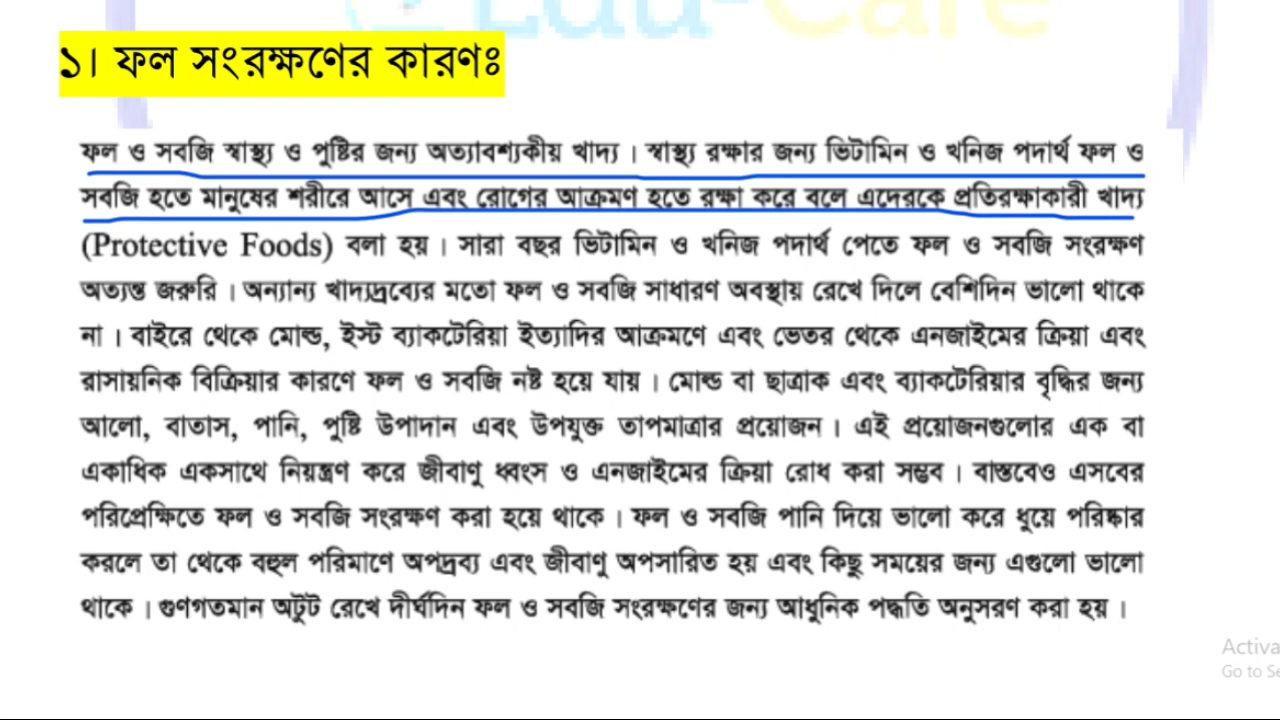 Edu-Care
১। ফল সংরক্ষণের কারণঃ
ফল ও সবজি স্বাস্থ্য ও পুষ্টির জন্য অত্যাবশ্যকীয় খাদ্য। স্বাস্থ্য রক্ষার জন্য ভিটামিন ও খনিজ পদার্থ ফল ও
সবজি হতে মানুষের শরীরে আসে এবং রোগের আক্রমণ হতে রক্ষা করে বলে এদেরকে প্রতিরক্ষাকারী খাদ্য
(Protective Foods) বলা হয়। সারা বছর ভিটামিন ও খনিজ পদার্থ পেতে ফল ও সবজি সংরক্ষণ
অত্যন্ত জরুরি। অন্যান্য খাদ্যদ্রব্যের মতো ফল ও সবজি সাধারণ অবস্থায় রেখে দিলে বেশিদিন ভালো থাকে
না। বাইরে থেকে মোল্ড, ইস্ট ব্যাকটেরিয়া ইত্যাদির আক্রমণে এবং ভেতর থেকে এনজাইমের ক্রিয়া এবং
রাসায়নিক বিক্রিয়ার কারণে ফল ও সবজি নষ্ট হয়ে যায়। মোল্ড বা ছাত্রাক এবং ব্যাকটেরিয়ার বৃদ্ধির জন্য
আলো, বাতাস, পানি, পুষ্টি উপাদান এবং উপযুক্ত তাপমাত্রার প্রয়োজন। এই প্রয়োজনগুলোর এক বা
একাধিক একসাথে নিয়ন্ত্রণ করে জীবাণু ধ্বংস ও এনজাইমের ক্রিয়া রোধ করা সম্ভব। বাস্তবেও এসবের
পরিপ্রেক্ষিতে ফল ও সবজি সংরক্ষণ করা হয়ে থাকে। ফল ও সবজি পানি দিয়ে ভালো করে ধুয়ে পরিষ্কার
করলে তা থেকে বহুল পরিমাণে অপদ্রব্য এবং জীবাণু অপসারিত হয় এবং কিছু সময়ের জন্য এগুলো ভালো
থাকে। গুণগতমান অটুট রেখে দীর্ঘদিন ফল ও সবজি সংরক্ষণের জন্য আধুনিক পদ্ধতি অনুসরণ করা হয়।
Activa
Go to Se